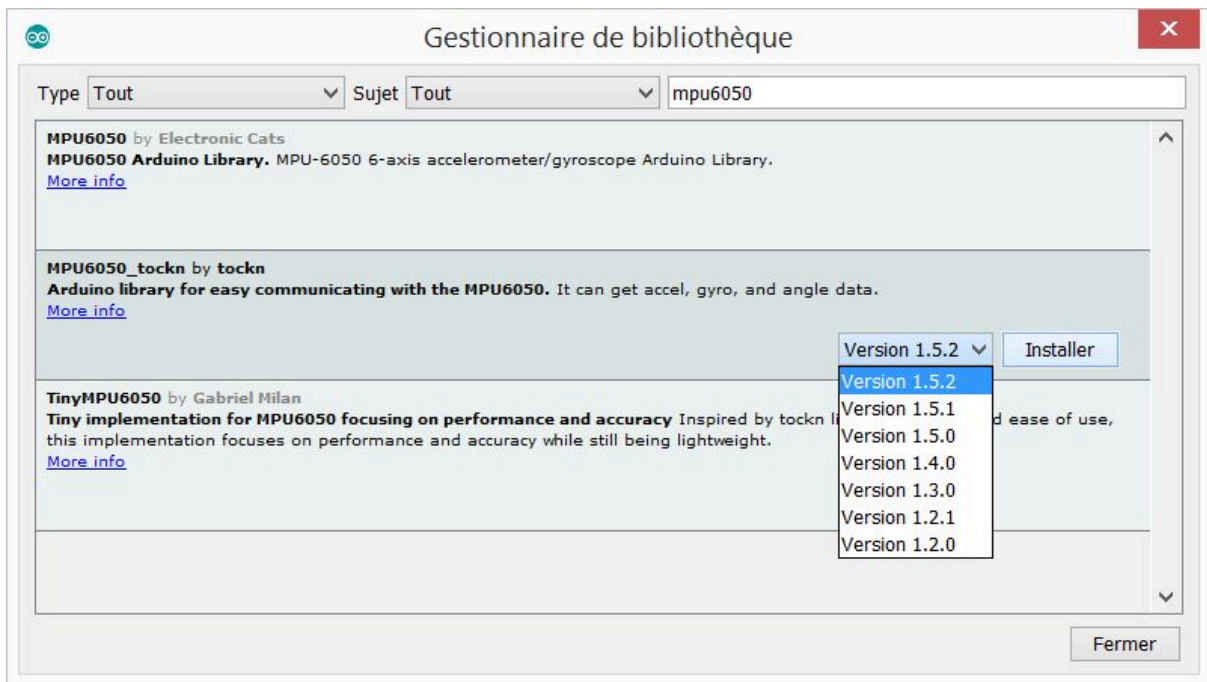 Gestionnaire de bibliothèque
Type Tout Sujet Tout mpu6050
MPU6050 by Electronic Cats
MPU6050 Arduino Library. MPU-6050 6-axis accelerometer/gyroscope Arduino Library.
More info
MPU6050_tockn by tockn
Arduino library for easy communicating with the MPU6050. It can get accel, gyro, and angle data.
More info
Version 1.5.2 Installer
Version 1.5.2
Version 1.5.1
Version 1.5.0
Version 1.4.0
Version 1.3.0
Version 1.2.1
Version 1.2.0
TinyMPU6050 by Gabriel Milan
Tiny implementation for MPU6050 focusing on performance and accuracy Inspired by tockn ease of use,
this implementation focuses on performance and accuracy while still being lightweight.
More info
Fermer